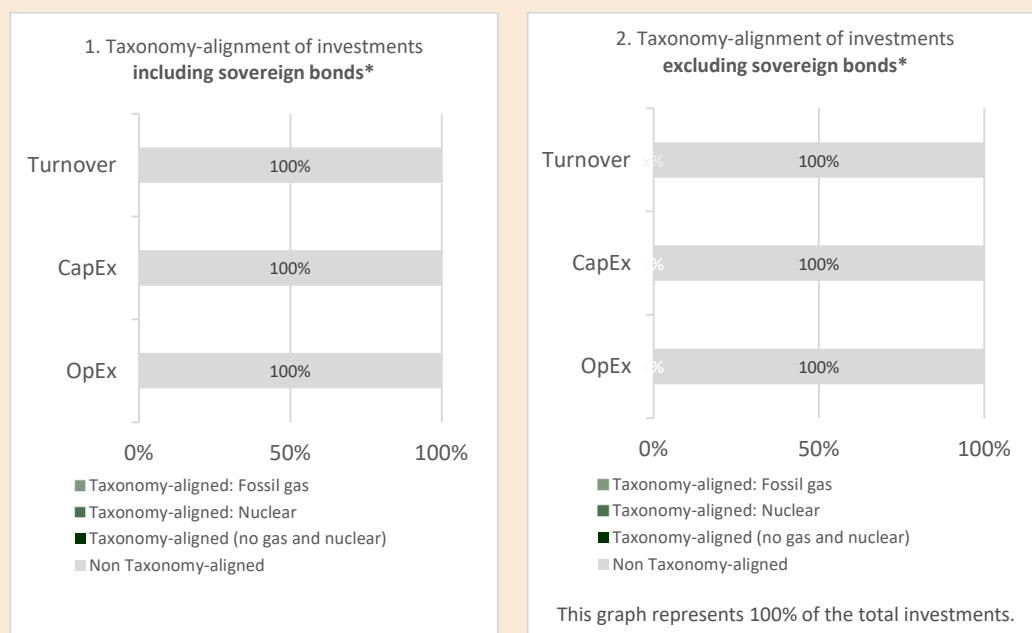 1. Taxonomy-alignment of investments
including sovereign bonds*
Turnover
100%
CapEx
100%
OpEx
100%
0%
50%
100%
Taxonomy-aligned: Fossil gas
Taxonomy-aligned: Nuclear
Taxonomy-aligned (no gas and nuclear)
Non Taxonomy-aligned
2. Taxonomy-alignment of investments
excluding sovereign bonds*
Turnover
100%
CapEx
100%
OpEx
100%
0%
50%
100%
Taxonomy-aligned: Fossil gas
Taxonomy-aligned: Nuclear
Taxonomy-aligned (no gas and nuclear)
Non Taxonomy-aligned
This graph represents 100% of the total investments.